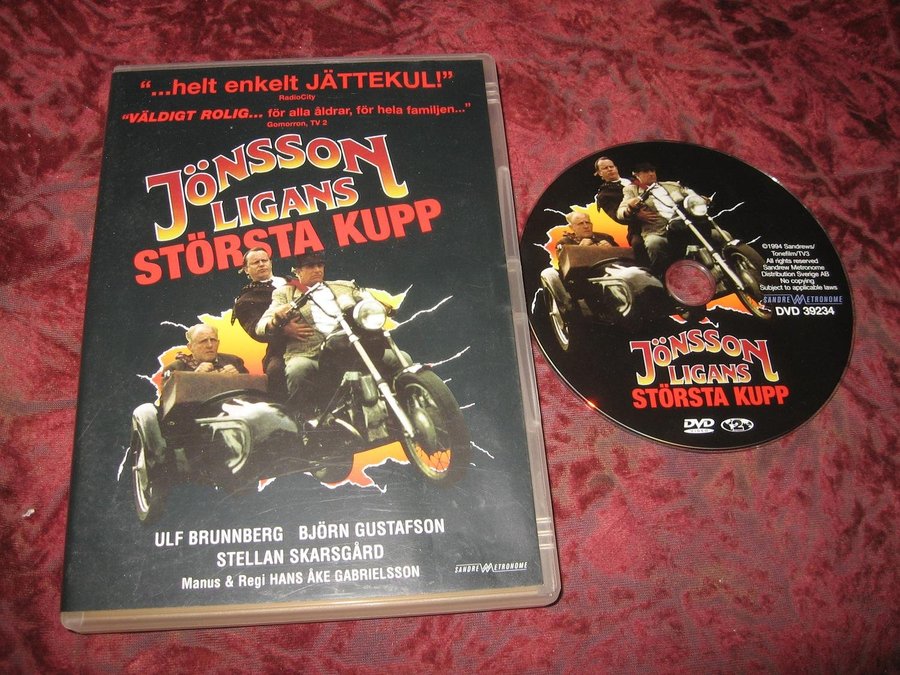 “...helt enkelt JÄTTEKUL!”
RadioCity
“VÄLDIGT ROLIG... för alla åldrar, för hela familjen...”
Gomorron, TV 2
JÖNSSON
LIGANS
STÖRSTA KUPP
ULF BRUNNBERG BJÖRN GUSTAFSON
STELLAN SKARSGÅRD
Manus & Regi HANS ÅKE GABRIELSSON
SANDREW METRONOME
©1994 Sandrews/
Tonefilm/TV3
All rights reserved
Sandrew Metronome
Distribution Sverige AB
No copying
Subject to applicable laws
SANDREW METRONOME
DVD 39234
JÖNSSON
LIGANS
STÖRSTA KUPP
DVD
VIDEO
2